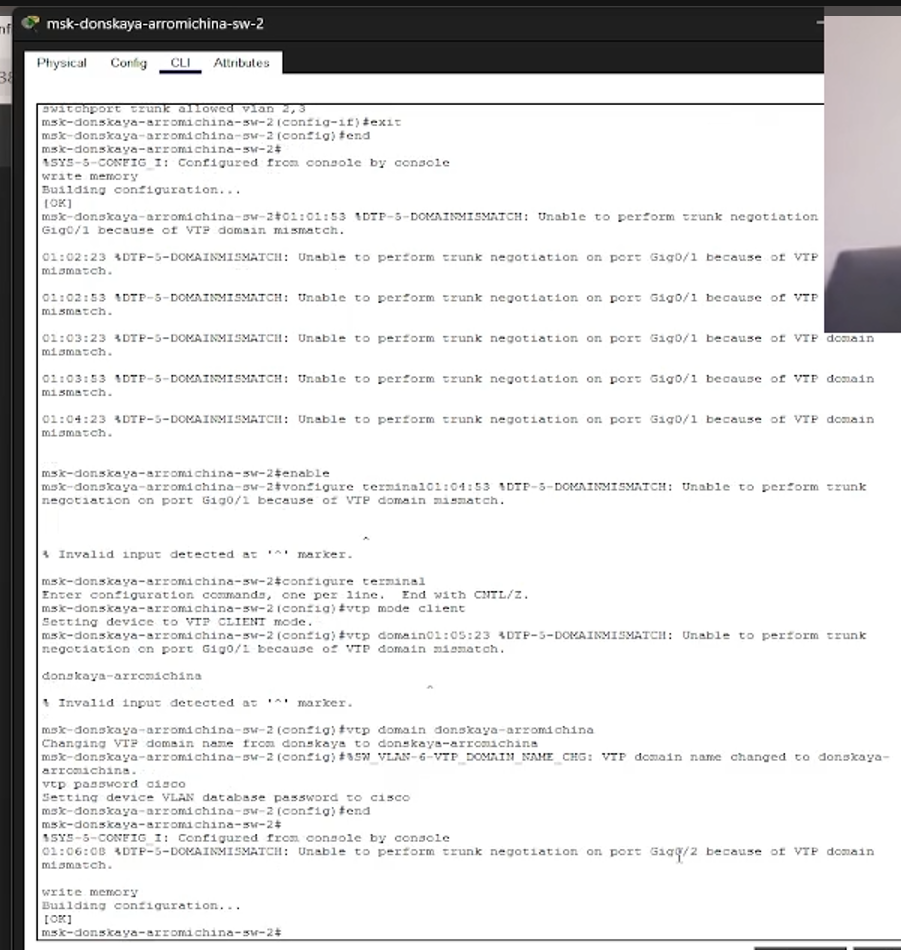 msk-donskaya-arromichina-sw-2
Physical Config CLI Attributes
switchport trunk allowed vlan 2,3
msk-donskaya-arromichina-sw-2(config-if)#exit
msk-donskaya-arromichina-sw-2(config)#end
msk-donskaya-arromichina-sw-2#
%SYS-5-CONFIG_I: Configured from console by console
write memory
Building configuration...
[OK]
msk-donskaya-arromichina-sw-2#01:01:53 %DTP-5-DOMAINMISMATCH: Unable to perform trunk negotiation
Gig0/1 because of VTP domain mismatch.
01:02:23 %DTP-5-DOMAINMISMATCH: Unable to perform trunk negotiation on port Gig0/1 because of VTP
mismatch.
01:02:53 %DTP-5-DOMAINMISMATCH: Unable to perform trunk negotiation on port Gig0/1 because of VTP
mismatch.
01:03:23 %DTP-5-DOMAINMISMATCH: Unable to perform trunk negotiation on port Gig0/1 because of VTP domain
mismatch.
01:03:53 %DTP-5-DOMAINMISMATCH: Unable to perform trunk negotiation on port Gig0/1 because of VTP domain
mismatch.
01:04:23 %DTP-5-DOMAINMISMATCH: Unable to perform trunk negotiation on port Gig0/1 because of VTP domain
mismatch.
msk-donskaya-arromichina-sw-2#enable
msk-donskaya-arromichina-sw-2#vonfigure terminal01:04:53 %DTP-5-DOMAINMISMATCH: Unable to perform trunk
negotiation on port Gig0/1 because of VTP domain mismatch.
^
% Invalid input detected at '^' marker.
msk-donskaya-arromichina-sw-2#configure terminal
Enter configuration commands, one per line. End with CNTL/Z.
msk-donskaya-arromichina-sw-2(config)#vtp mode client
Setting device to VTP CLIENT mode.
msk-donskaya-arromichina-sw-2(config)#vtp domain01:05:23 %DTP-5-DOMAINMISMATCH: Unable to perform trunk
negotiation on port Gig0/1 because of VTP domain mismatch.
donskaya-arromichina
^
% Invalid input detected at '^' marker.
msk-donskaya-arromichina-sw-2(config)#vtp domain donskaya-arromichina
Changing VTP domain name from donskaya to donskaya-arromichina
msk-donskaya-arromichina-sw-2(config)#%SW_VLAN-6-VTP_DOMAIN_NAME_CHG: VTP domain name changed to donskaya-
arromichina.
vtp password cisco
Setting device VLAN database password to cisco
msk-donskaya-arromichina-sw-2(config)#end
msk-donskaya-arromichina-sw-2#
%SYS-5-CONFIG_I: Configured from console by console
01:06:08 %DTP-5-DOMAINMISMATCH: Unable to perform trunk negotiation on port Gig0/2 because of VTP domain
mismatch.
write memory
Building configuration...
[OK]
msk-donskaya-arromichina-sw-2#